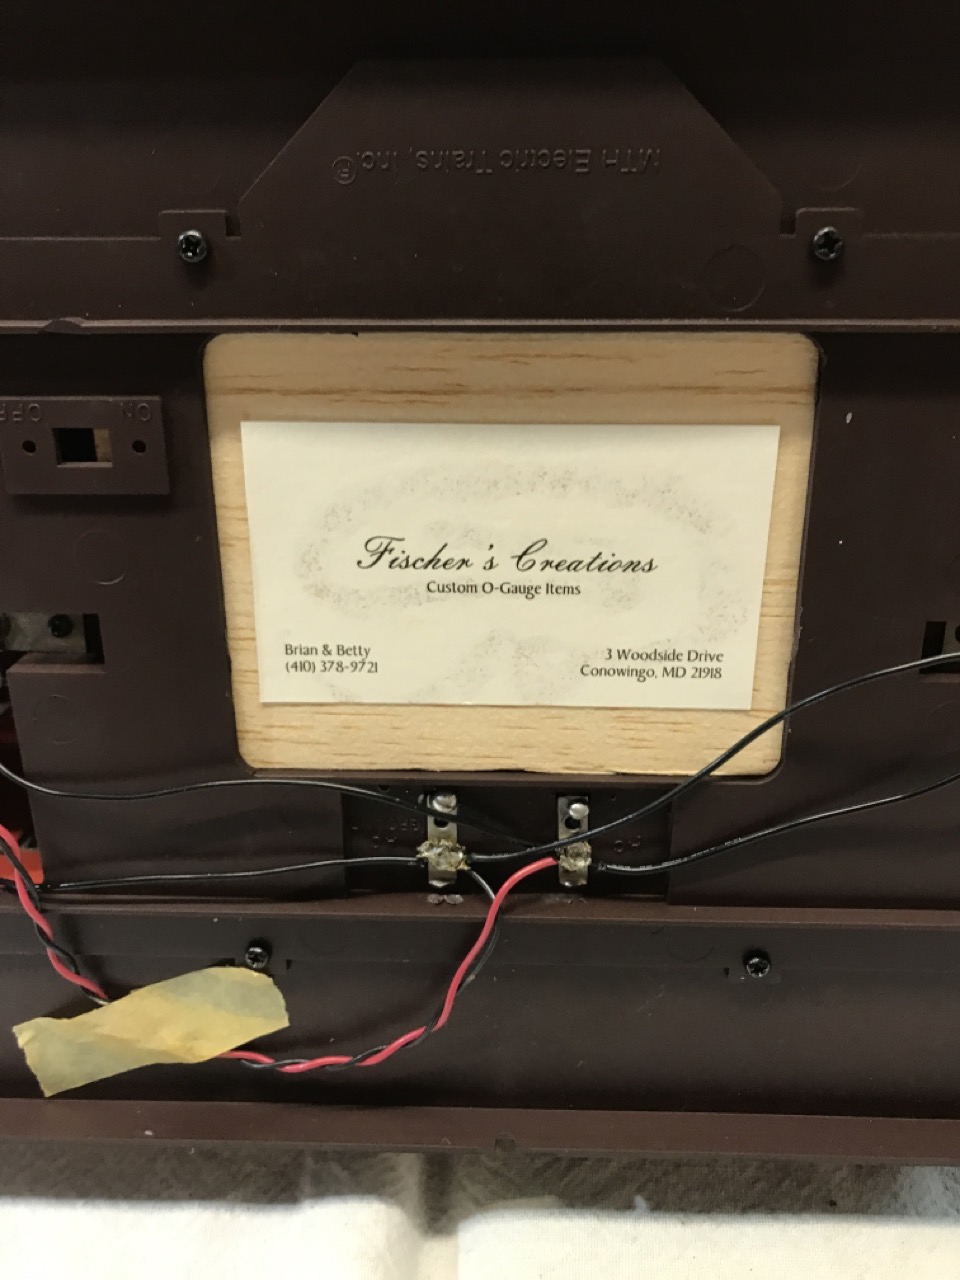 MTH Electric Trains, Inc.®
OFF ON
Fischer's Creations
Custom O-Gauge Items
Brian & Betty
(410) 378-9721
3 Woodside Drive
Conowingo, MD 21918
AC